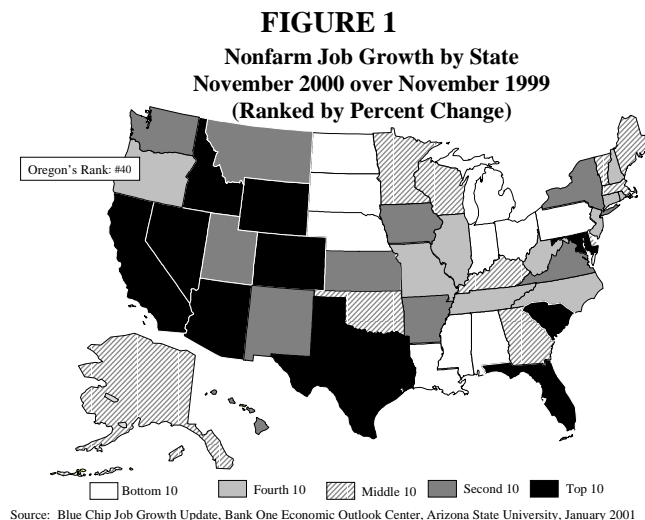 FIGURE 1
Nonfarm Job Growth by State
November 2000 over November 1999
(Ranked by Percent Change)
Oregon's Rank: #40
Bottom 10
Fourth 10
Middle 10
Second 10
Top 10
Source: Blue Chip Job Growth Update, Bank One Economic Outlook Center, Arizona State University, January 2001